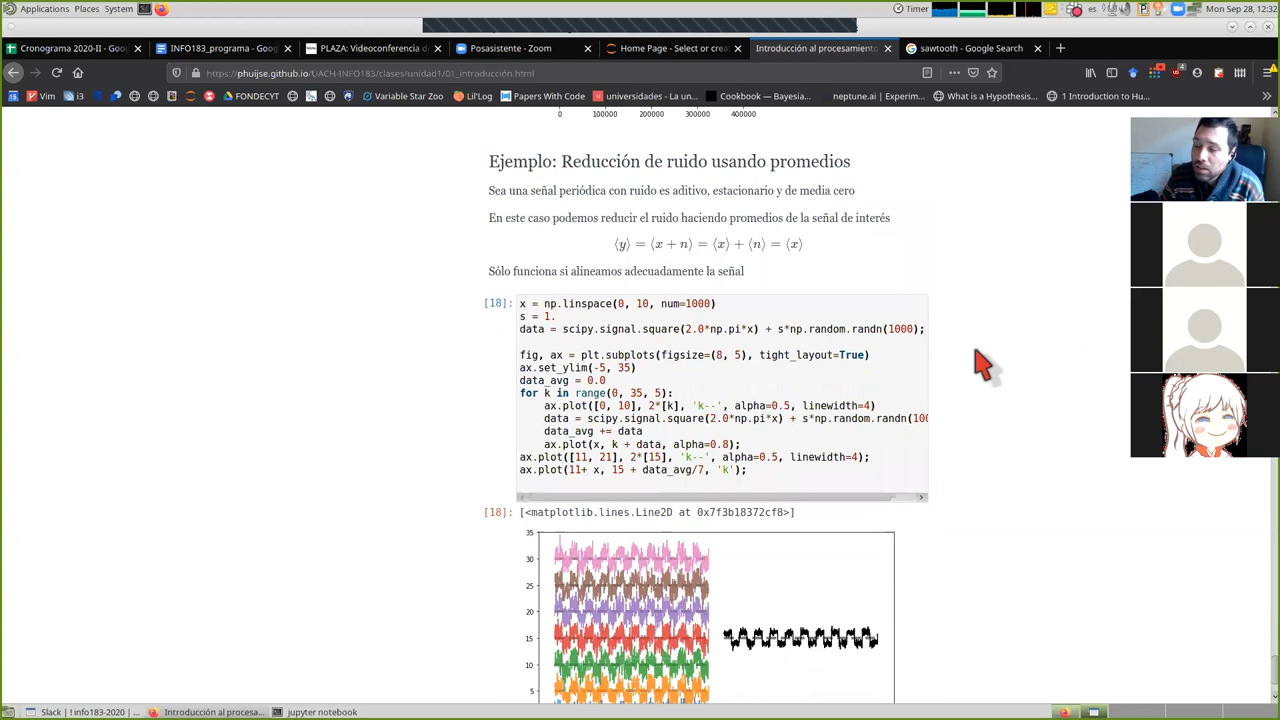 Applications Places System
Timer
es
Mon Sep 28, 12:32
Cronograma 2020-II - Goog
INFO183_programa - Goog
PLAZA: Videoconferencia d
Posasistente - Zoom
Home Page - Select or crea
Introducción al procesamiento
sawtooth - Google Search
https://phuijse.github.io/UACH-INFO183/clases/unidad1/01_introducción.html
Vim
i3
FONDECYT
Variable Star Zoo
Lil'Log
Papers With Code
universidades - La un...
Cookbook — Bayesia...
neptune.ai | Experim...
What is a Hypothesis...
1 Introduction to Hu...
0 100000 200000 300000 400000
Ejemplo: Reducción de ruido usando promedios
Sea una señal periódica con ruido es aditivo, estacionario y de media cero
En este caso podemos reducir el ruido haciendo promedios de la señal de interés
⟨y⟩ = ⟨x + n⟩ = ⟨x⟩ + ⟨n⟩ = ⟨x⟩
Sólo funciona si alineamos adecuadamente la señal
[18]: x = np.linspace(0, 10, num=1000)
s = 1.
data = scipy.signal.square(2.0*np.pi*x) + s*np.random.randn(1000);
fig, ax = plt.subplots(figsize=(8, 5), tight_layout=True)
ax.set_ylim(-5, 35)
data_avg = 0.0
for k in range(0, 35, 5):
ax.plot([0, 10], 2*[k], 'k--', alpha=0.5, linewidth=4)
data = scipy.signal.square(2.0*np.pi*x) + s*np.random.randn(100
data_avg += data
ax.plot(x, k + data, alpha=0.8);
ax.plot([11, 21], 2*[15], 'k--', alpha=0.5, linewidth=4);
ax.plot(11+ x, 15 + data_avg/7, 'k');
[18]: [<matplotlib.lines.Line2D at 0x7f3b18372cf8>]
35
30
25
20
15
10
5
Slack | ! info183-2020 | ...
Introducción al procesa...
jupyter notebook